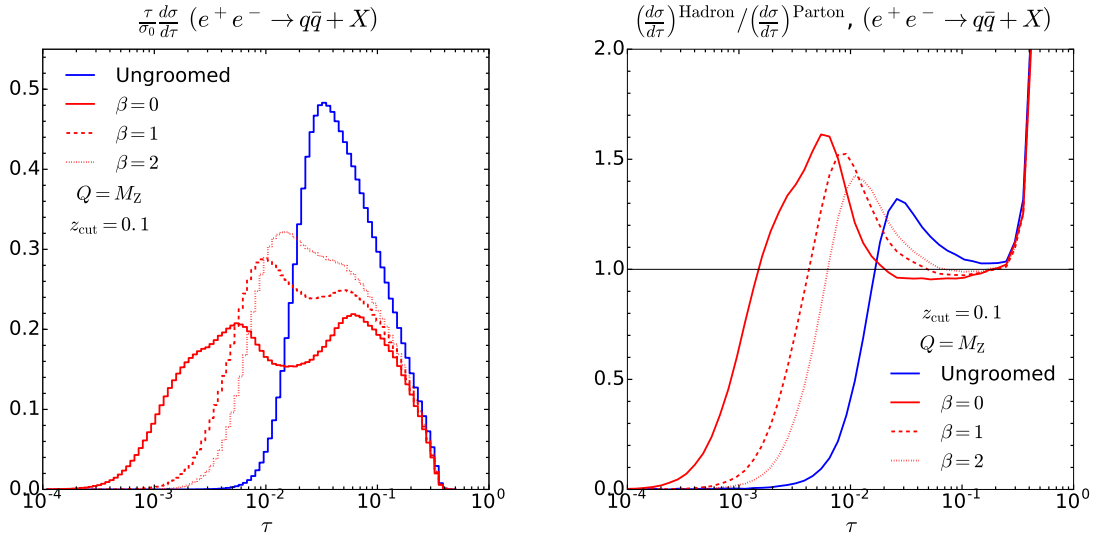 τ/σ₀ dσ/dτ (e⁺e⁻ → qq̄ + X)
0.5
0.4
0.3
0.2
0.1
0.0
Ungroomed
β=0
β=1
β=2
Q=M_Z
z_cut=0.1
10⁻⁴ 10⁻³ 10⁻² 10⁻¹ 10⁰
τ
(dσ/dτ)^Hadron/(dσ/dτ)^Parton, (e⁺e⁻ → qq̄ + X)
2.0
1.5
1.0
0.5
0.0
z_cut=0.1
Q=M_Z
Ungroomed
β=0
β=1
β=2
10⁻⁴ 10⁻³ 10⁻² 10⁻¹ 10⁰
τ